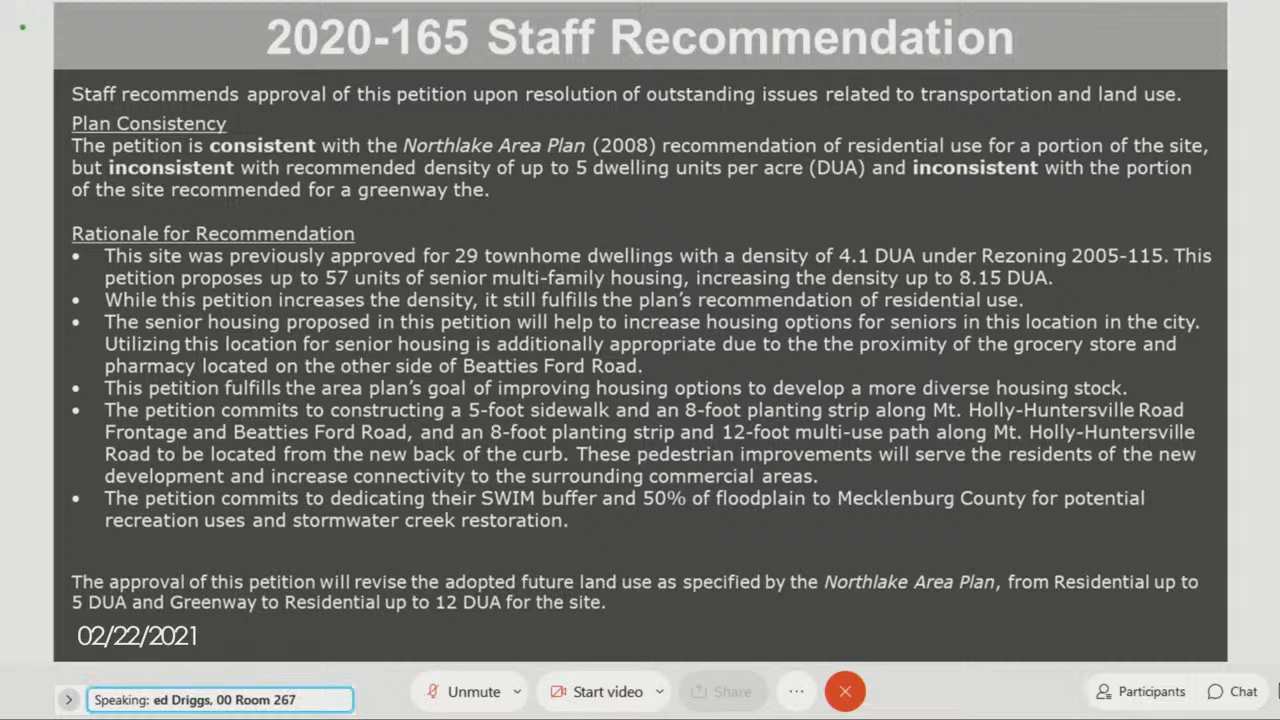 2020-165 Staff Recommendation
Staff recommends approval of this petition upon resolution of outstanding issues related to transportation and land use.
Plan Consistency
The petition is consistent with the Northlake Area Plan (2008) recommendation of residential use for a portion of the site,
but inconsistent with recommended density of up to 5 dwelling units per acre (DUA) and inconsistent with the portion
of the site recommended for a greenway the.
Rationale for Recommendation
• This site was previously approved for 29 townhome dwellings with a density of 4.1 DUA under Rezoning 2005-115. This
petition proposes up to 57 units of senior multi-family housing, increasing the density up to 8.15 DUA.
• While this petition increases the density, it still fulfills the plan's recommendation of residential use.
• The senior housing proposed in this petition will help to increase housing options for seniors in this location in the city.
Utilizing this location for senior housing is additionally appropriate due to the the proximity of the grocery store and
pharmacy located on the other side of Beatties Ford Road.
• This petition fulfills the area plan's goal of improving housing options to develop a more diverse housing stock.
• The petition commits to constructing a 5-foot sidewalk and an 8-foot planting strip along Mt. Holly-Huntersville Road
Frontage and Beatties Ford Road, and an 8-foot planting strip and 12-foot multi-use path along Mt. Holly-Huntersville
Road to be located from the new back of the curb. These pedestrian improvements will serve the residents of the new
development and increase connectivity to the surrounding commercial areas.
• The petition commits to dedicating their SWIM buffer and 50% of floodplain to Mecklenburg County for potential
recreation uses and stormwater creek restoration.
The approval of this petition will revise the adopted future land use as specified by the Northlake Area Plan, from Residential up to
5 DUA and Greenway to Residential up to 12 DUA for the site.
02/22/2021
Speaking: ed Driggs, 00 Room 267
Unmute
Start video
Share
Participants
Chat